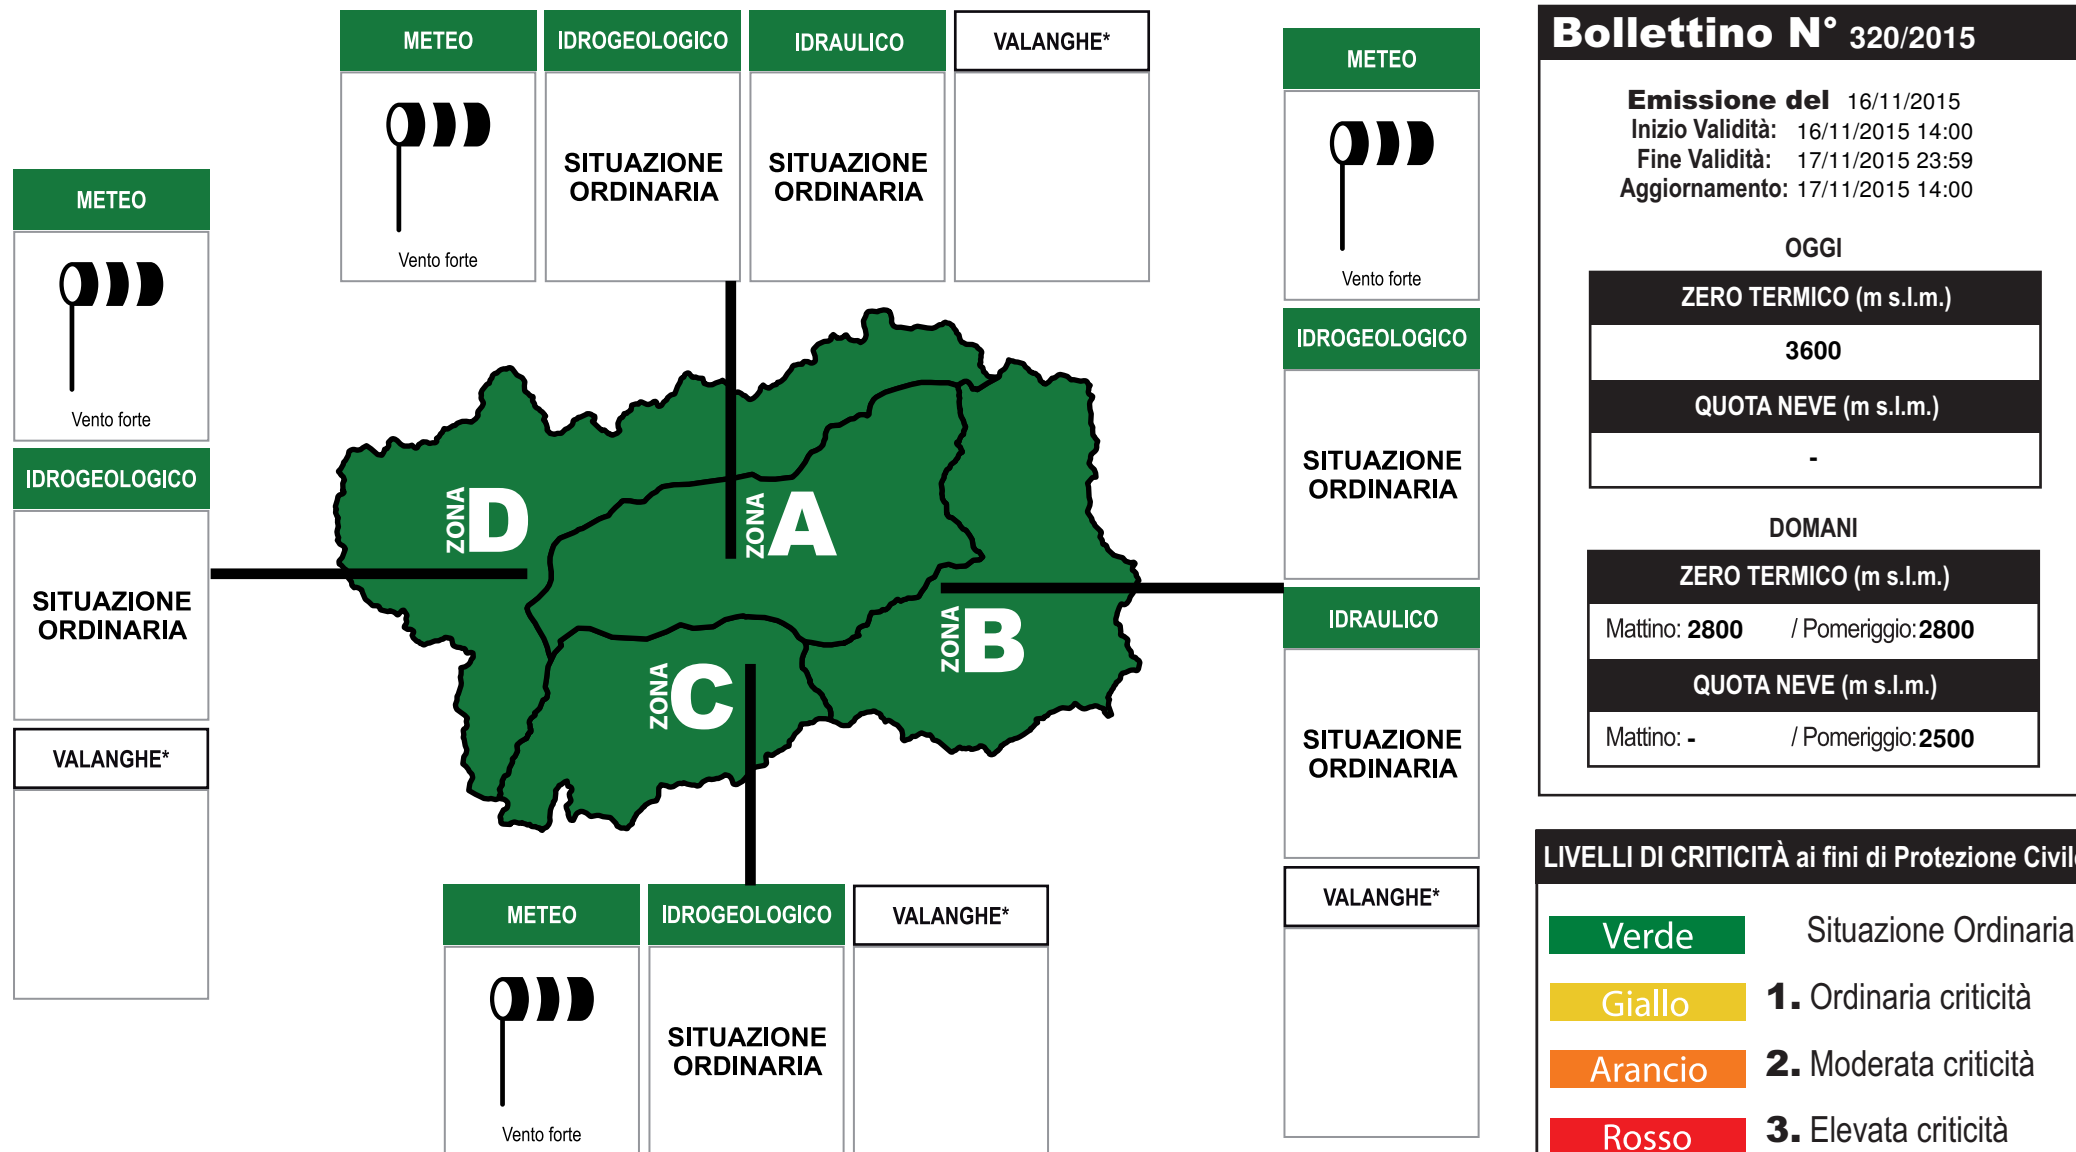 METEO
IDROGEOLOGICO
IDRAULICO
VALANGHE*
Vento forte
SITUAZIONE
ORDINARIA
SITUAZIONE
ORDINARIA
METEO
Vento forte
IDROGEOLOGICO
SITUAZIONE
ORDINARIA
VALANGHE*
ZONA D
ZONA A
ZONA B
ZONA C
METEO
Vento forte
IDROGEOLOGICO
SITUAZIONE
ORDINARIA
IDRAULICO
SITUAZIONE
ORDINARIA
VALANGHE*
METEO
IDROGEOLOGICO
VALANGHE*
Vento forte
SITUAZIONE
ORDINARIA
Bollettino N° 320/2015
Emissione del 16/11/2015
Inizio Validità: 16/11/2015 14:00
Fine Validità: 17/11/2015 23:59
Aggiornamento: 17/11/2015 14:00
OGGI
ZERO TERMICO (m s.l.m.)
3600
QUOTA NEVE (m s.l.m.)
-
DOMANI
ZERO TERMICO (m s.l.m.)
Mattino: 2800 / Pomeriggio: 2800
QUOTA NEVE (m s.l.m.)
Mattino: - / Pomeriggio: 2500
LIVELLI DI CRITICITÀ ai fini di Protezione Civil
Verde Situazione Ordinaria
Giallo 1. Ordinaria criticità
Arancio 2. Moderata criticità
Rosso 3. Elevata criticità